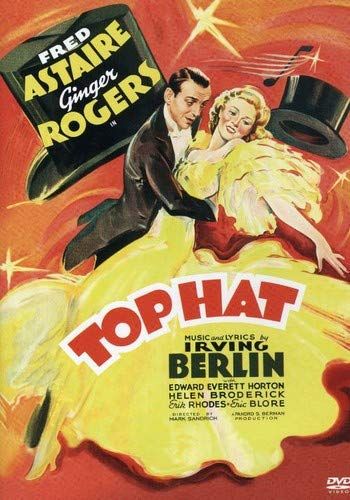 FRED
ASTAIRE
Ginger
ROGERS
IN
TOP HAT
MUSIC and LYRICS by
IRVING
BERLIN
with
EDWARD EVERETT HORTON
HELEN BRODERICK
Erik RHODES · Eric BLORE
DIRECTED BY
MARK SANDRICH
A PANDRO S. BERMAN
PRODUCTION
DVD
VIDEO